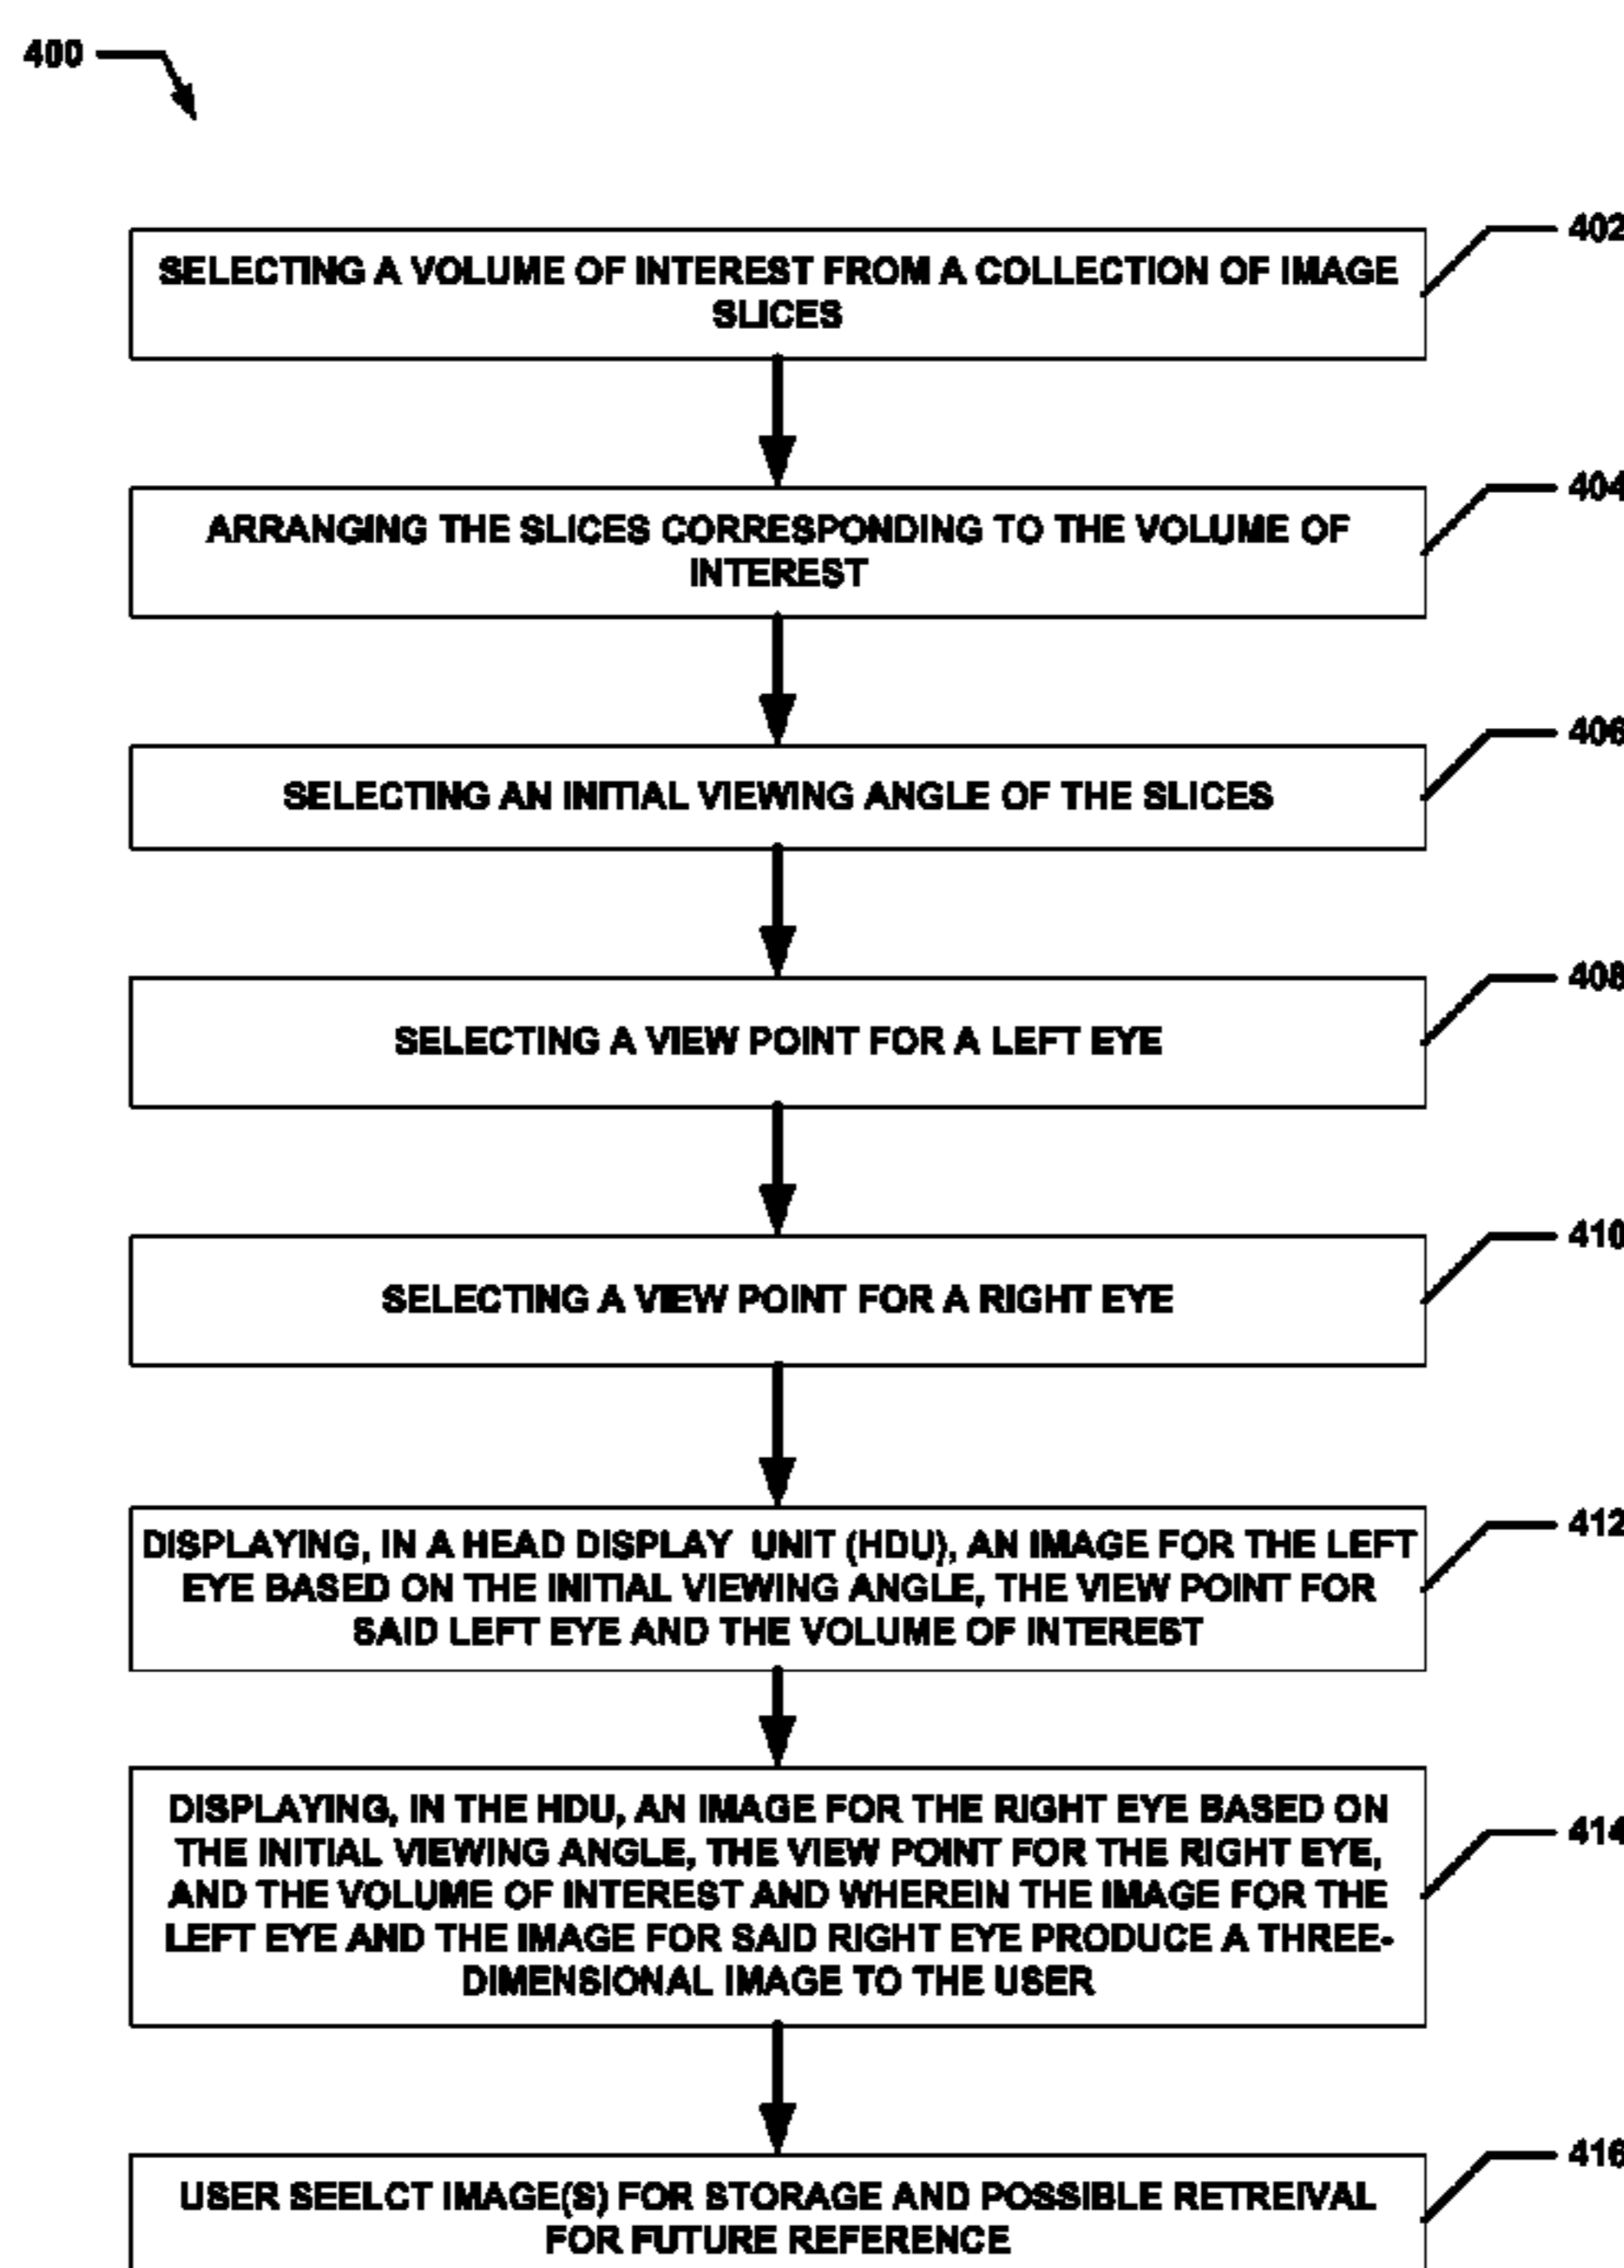 400
402
SELECTING A VOLUME OF INTEREST FROM A COLLECTION OF IMAGE
SLICES
404
ARRANGING THE SLICES CORRESPONDING TO THE VOLUME OF
INTEREST
406
SELECTING AN INITIAL VIEWING ANGLE OF THE SLICES
408
SELECTING A VIEW POINT FOR A LEFT EYE
410
SELECTING A VIEW POINT FOR A RIGHT EYE
412
DISPLAYING, IN A HEAD DISPLAY UNIT (HDU), AN IMAGE FOR THE LEFT
EYE BASED ON THE INITIAL VIEWING ANGLE, THE VIEW POINT FOR
SAID LEFT EYE AND THE VOLUME OF INTEREST
414
DISPLAYING, IN THE HDU, AN IMAGE FOR THE RIGHT EYE BASED ON
THE INITIAL VIEWING ANGLE, THE VIEW POINT FOR THE RIGHT EYE,
AND THE VOLUME OF INTEREST AND WHEREIN THE IMAGE FOR THE
LEFT EYE AND THE IMAGE FOR SAID RIGHT EYE PRODUCE A THREE-
DIMENSIONAL IMAGE TO THE USER
416
USER SEELCT IMAGE(S) FOR STORAGE AND POSSIBLE RETREIVAL
FOR FUTURE REFERENCE